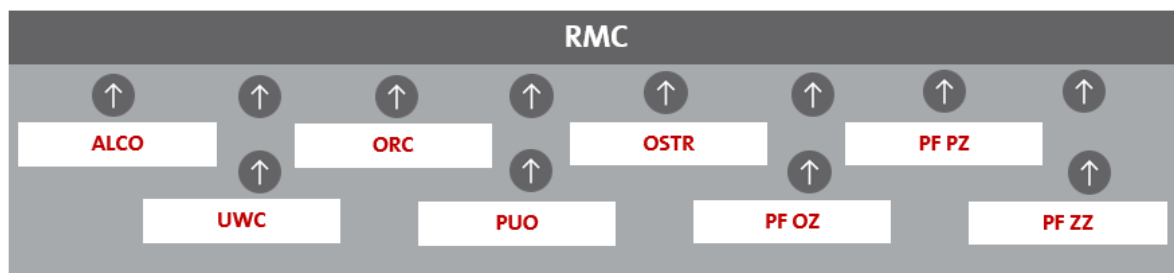 RMC
ALCO
ORC
OSTR
PF PZ
UWC
PUO
PF OZ
PF ZZ